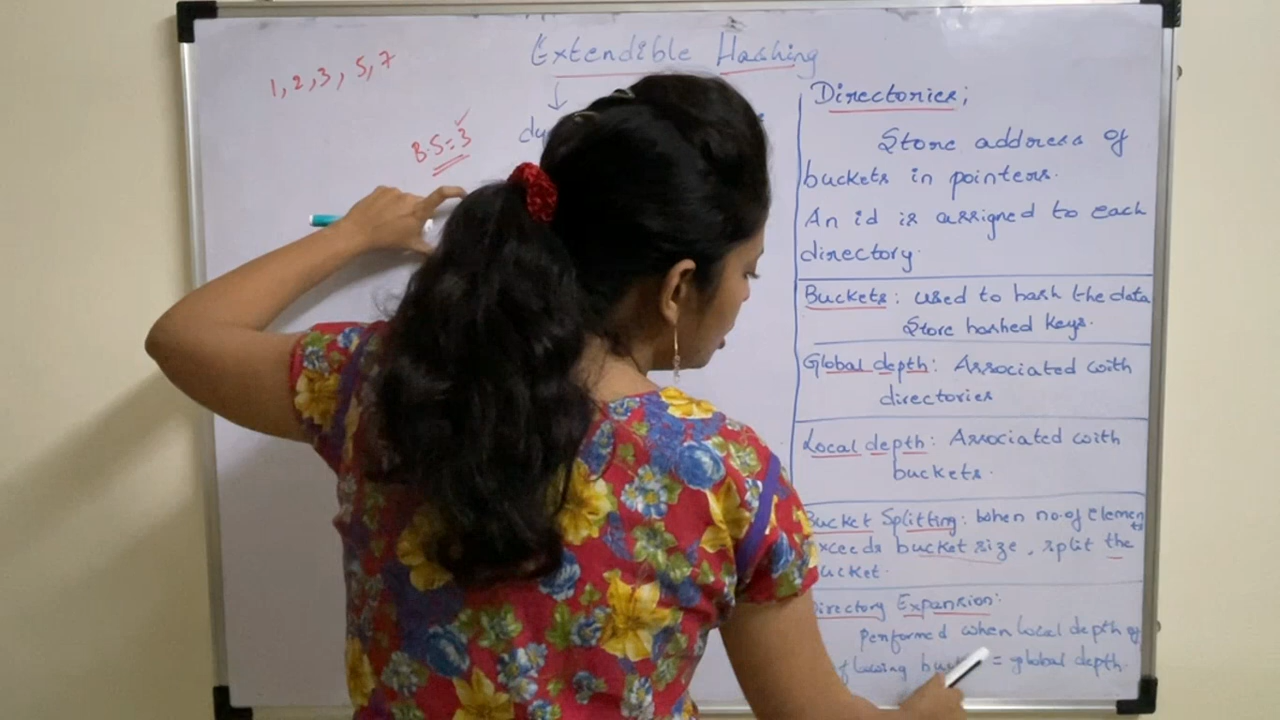 Extendible Hashing
1, 2, 3, 5, 7
B.S = 3
Directories;
Store address of
buckets in pointers.
An id is assigned to each
directory.
Buckets: used to hash the data
Store hashed keys.
Global depth: Associated with
directories
Local depth: Associated with
buckets.
Bucket Splitting: When no.of Elements
exceeds bucket size, split the
bucket.
Directory Expansion:
Performed when local depth of
= global depth.